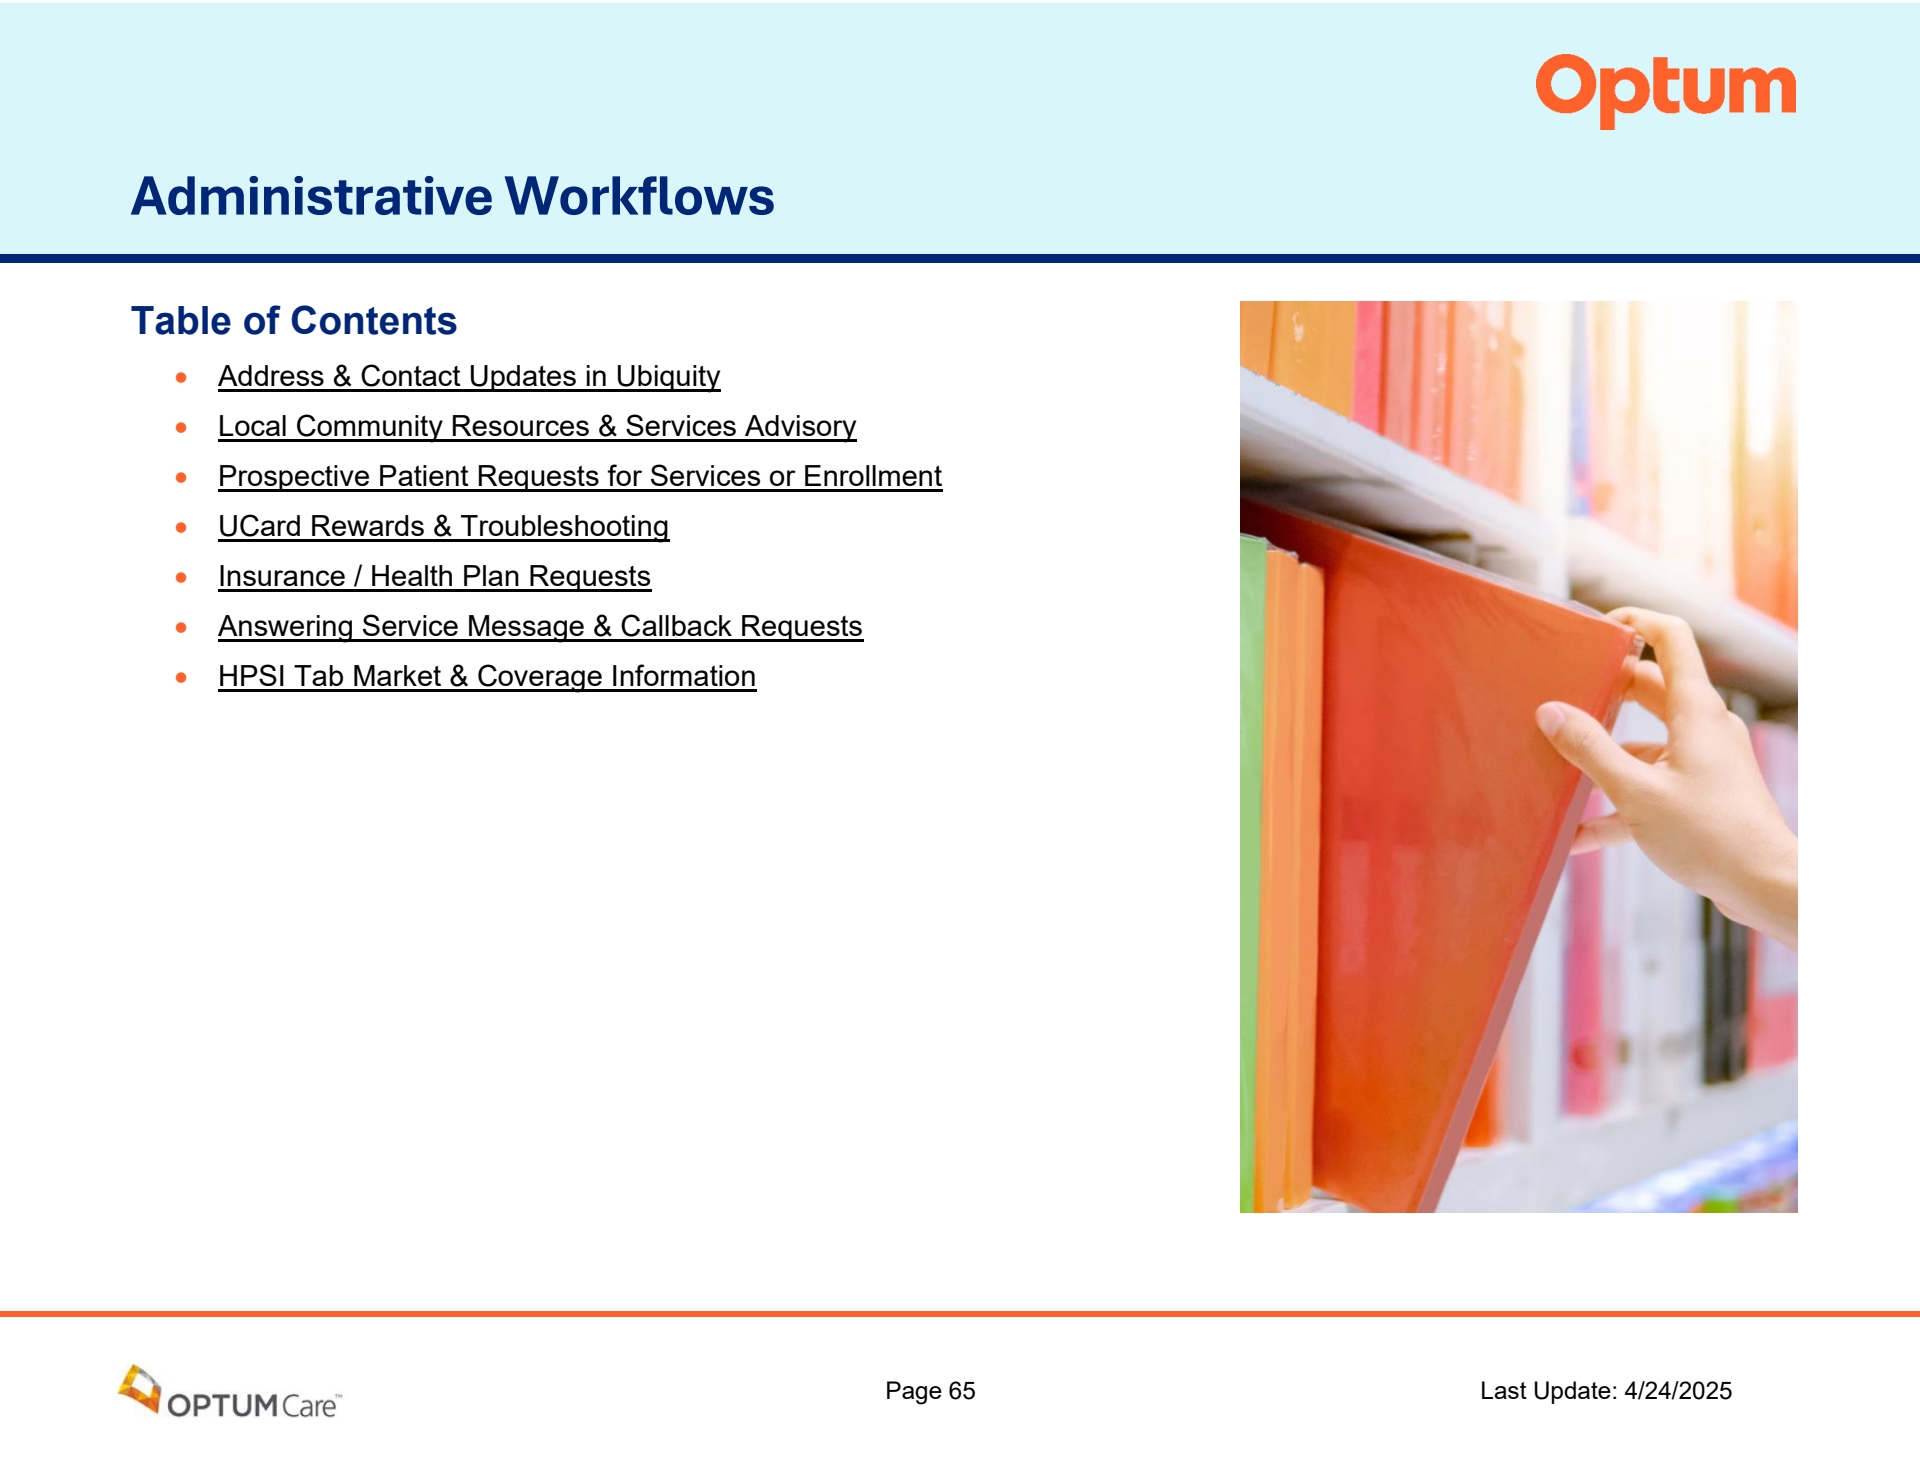 Optum
Administrative Workflows
Table of Contents
• Address & Contact Updates in Ubiquity
• Local Community Resources & Services Advisory
• Prospective Patient Requests for Services or Enrollment
• UCard Rewards & Troubleshooting
• Insurance / Health Plan Requests
• Answering Service Message & Callback Requests
• HPSI Tab Market & Coverage Information
OPTUMCare™
Page 65
Last Update: 4/24/2025